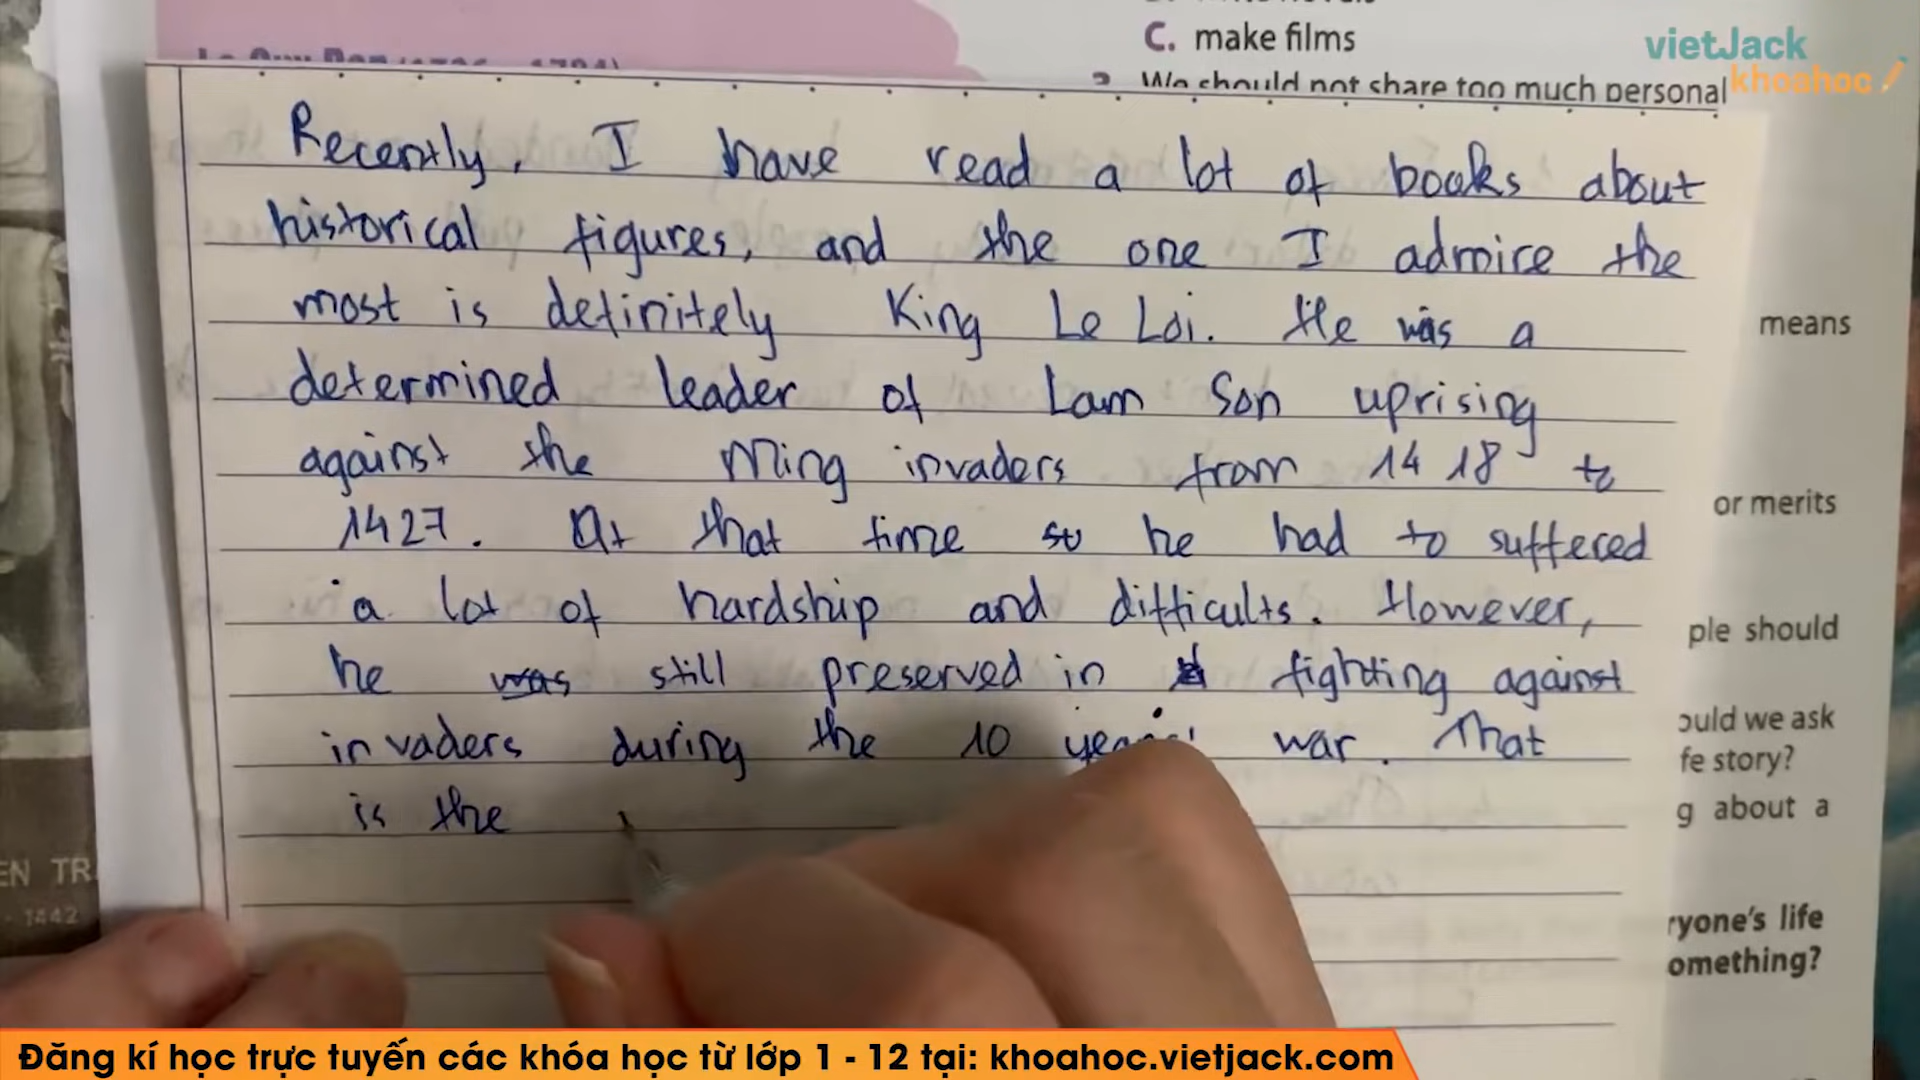 C. make films
vietJack
khoahoc
We should not share too much personal
Recently, I have read a lot of books about
historical figures, and the one I admire the
most is definitely King Le Loi. He was a
determined leader of Lam Son uprising
against the Ming invaders from 1418 to
1427. At that time so he had to suffered
a lot of hardship and difficults. However,
he was still preserved in fighting against
invaders during the 10 years' war. That
is the
means
or merits
ple should
ould we ask
fe story?
g about a
ryone's life
omething?
EN TR
- 1442
Đăng kí học trực tuyến các khóa học từ lớp 1 - 12 tại: khoahoc.vietjack.com